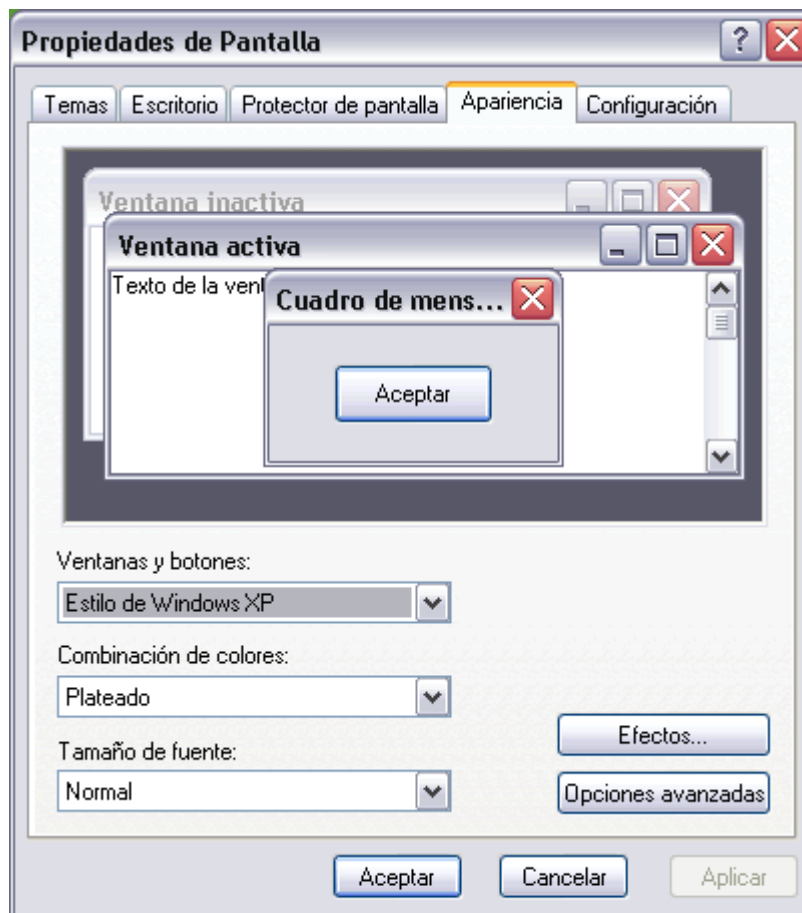 Propiedades de Pantalla
Temas Escritorio Protector de pantalla Apariencia Configuración
Ventana inactiva
Ventana activa
Texto de la vent
Cuadro de mens...
Aceptar
Ventanas y botones:
Estilo de Windows XP
Combinación de colores:
Plateado
Efectos...
Tamaño de fuente:
Normal
Opciones avanzadas
Aceptar Cancelar Aplicar